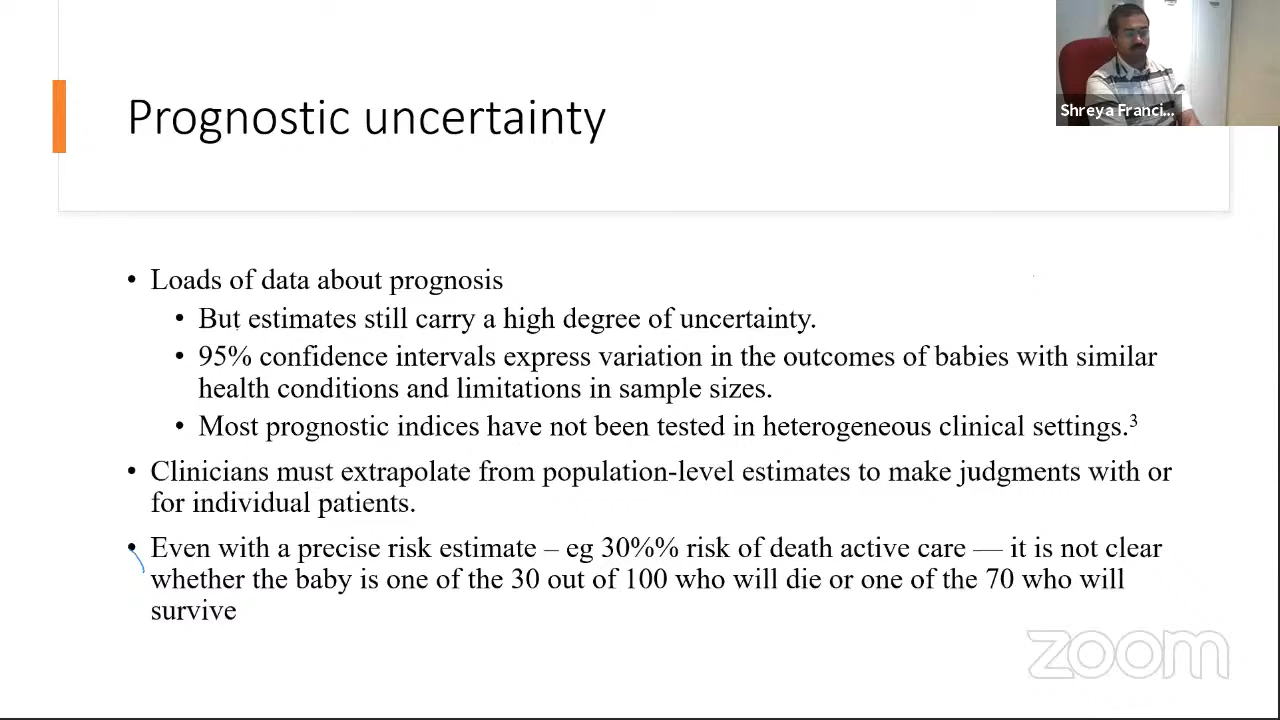 Prognostic uncertainty
Shreya Franci...
• Loads of data about prognosis
• But estimates still carry a high degree of uncertainty.
• 95% confidence intervals express variation in the outcomes of babies with similar
health conditions and limitations in sample sizes.
• Most prognostic indices have not been tested in heterogeneous clinical settings.³
• Clinicians must extrapolate from population-level estimates to make judgments with or
for individual patients.
• Even with a precise risk estimate – eg 30%% risk of death active care — it is not clear
whether the baby is one of the 30 out of 100 who will die or one of the 70 who will
survive
zoom